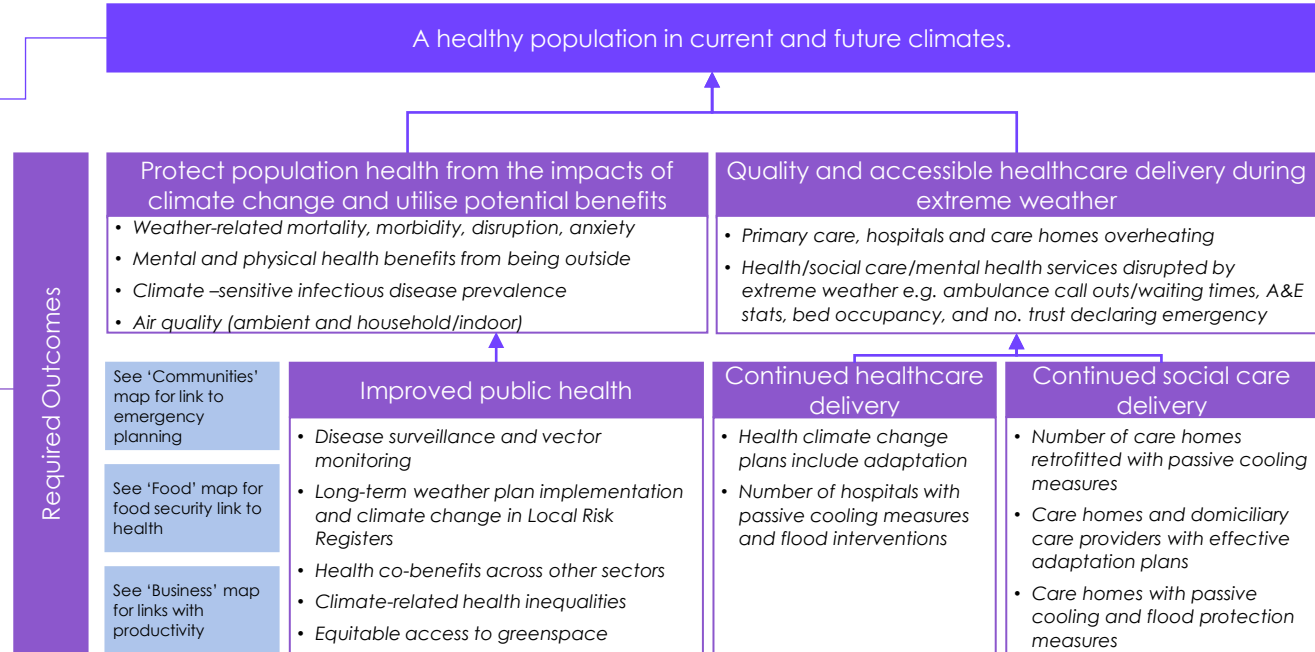 A healthy population in current and future climates.
Required Outcomes
Protect population health from the impacts of
climate change and utilise potential benefits
• Weather-related mortality, morbidity, disruption, anxiety
• Mental and physical health benefits from being outside
• Climate –sensitive infectious disease prevalence
• Air quality (ambient and household/indoor)
Quality and accessible healthcare delivery during
extreme weather
• Primary care, hospitals and care homes overheating
• Health/social care/mental health services disrupted by
extreme weather e.g. ambulance call outs/waiting times, A&E
stats, bed occupancy, and no. trust declaring emergency
See 'Communities'
map for link to
emergency
planning
See 'Food' map for
food security link to
health
See 'Business' map
for links with
productivity
Improved public health
• Disease surveillance and vector
monitoring
• Long-term weather plan implementation
and climate change in Local Risk
Registers
• Health co-benefits across other sectors
• Climate-related health inequalities
• Equitable access to greenspace
Continued healthcare
delivery
• Health climate change
plans include adaptation
• Number of hospitals with
passive cooling measures
and flood interventions
Continued social care
delivery
• Number of care homes
retrofitted with passive cooling
measures
• Care homes and domiciliary
care providers with effective
adaptation plans
• Care homes with passive
cooling and flood protection
measures